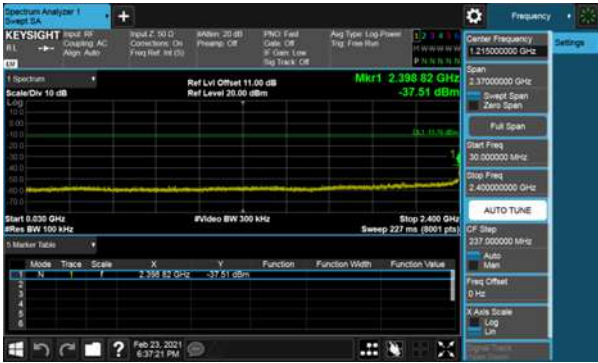 Spectrum Analyzer 1
Swept SA
Frequency
KEYSIGHT
Input: RF
Coupling: AC
Align: Auto
Input Z: 50 Ω
Corrections: On
Freq Ref: Int (S)
#Atten: 20 dB
Preamp: Off
PNO: Fast
Gate: Off
IF Gain: Low
Sig Track: Off
Avg Type: Log-Power
Trig: Free Run
1 2 3 4 5 6
M W W W W W
P N N N N N
1 Spectrum
Scale/Div 10 dB
Ref Lvl Offset 11.00 dB
Ref Level 20.00 dBm
Mkr1 2.398 82 GHz
-37.51 dBm
Log
Start 0.030 GHz
#Res BW 100 kHz
#Video BW 300 kHz
Stop 2.400 GHz
Sweep 227 ms (8001 pts)
5 Marker Table
Mode Trace Scale X Y Function Function Width Function Value
1 N 1 f 2.398 82 GHz -37.51 dBm
2
3
4
5
6
Feb 23, 2021
6:37:21 PM
Center Frequency
1.215000000 GHz
Settings
Span
2.37000000 GHz
Swept Span
Zero Span
Full Span
Start Freq
30.000000 MHz
Stop Freq
2.400000000 GHz
AUTO TUNE
CF Step
237.000000 MHz
Auto
Man
Freq Offset
0 Hz
X Axis Scale
Log
Lin
Signal Track